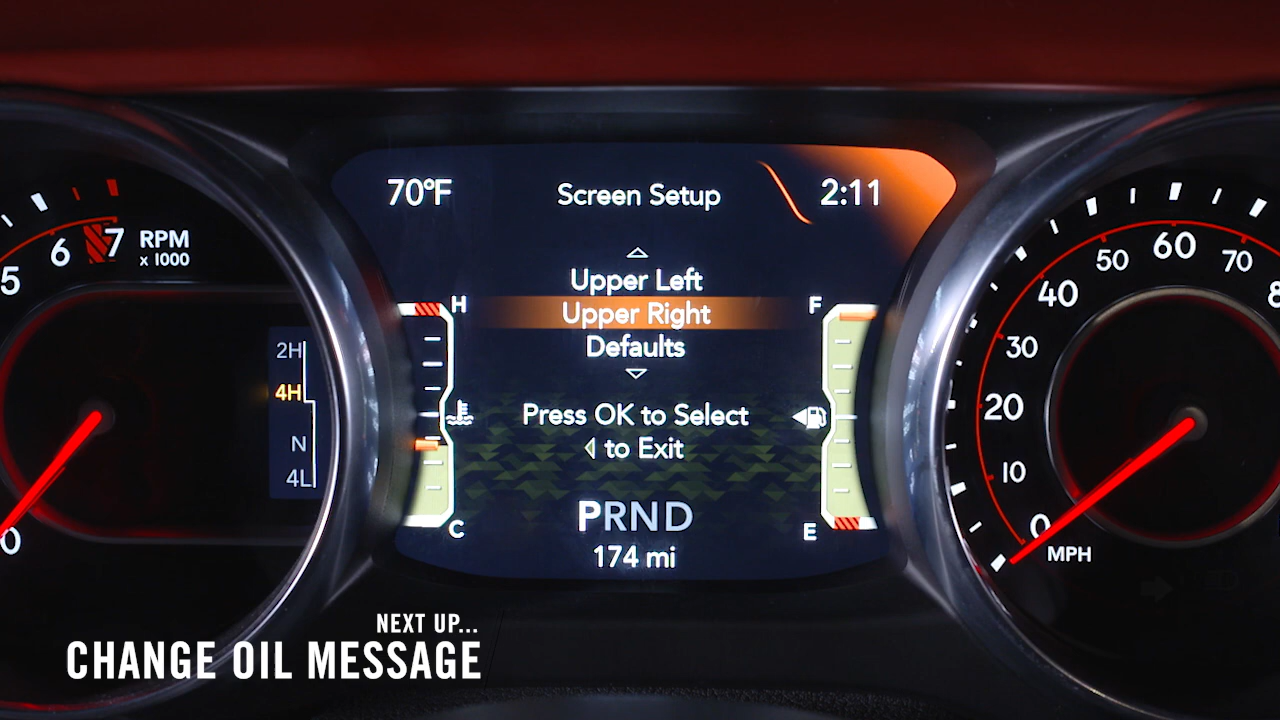 70°F
Screen Setup
2:11
Upper Left
Upper Right
Defaults
Press OK to Select
to Exit
PRND
174 mi
H
C
F
E
5
6
7
RPM
x 1000
0
2H
4H
N
4L
0
10
20
30
40
50
60
70
8
MPH
NEXT UP...
CHANGE OIL MESSAGE